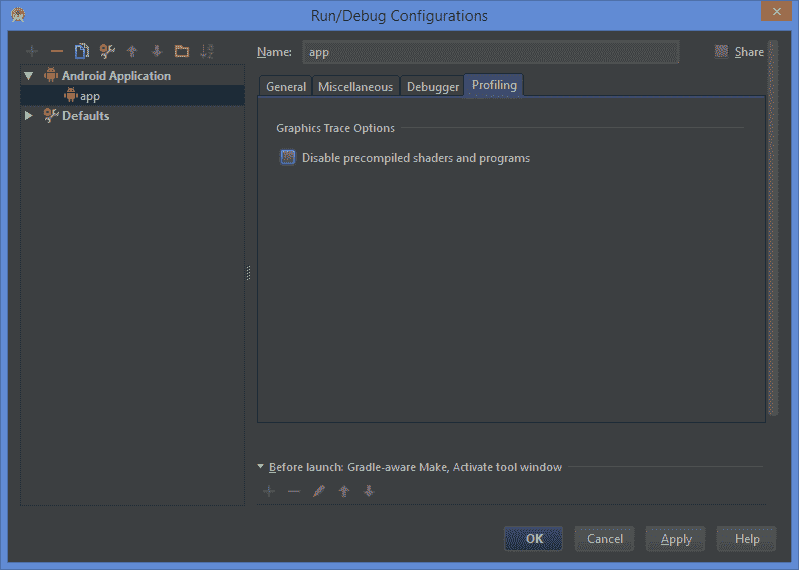 Run/Debug Configurations
Name: app
Share
Android Application
app
Defaults
General Miscellaneous Debugger Profiling
Graphics Trace Options
Disable precompiled shaders and programs
Before launch: Gradle-aware Make, Activate tool window
OK Cancel Apply Help